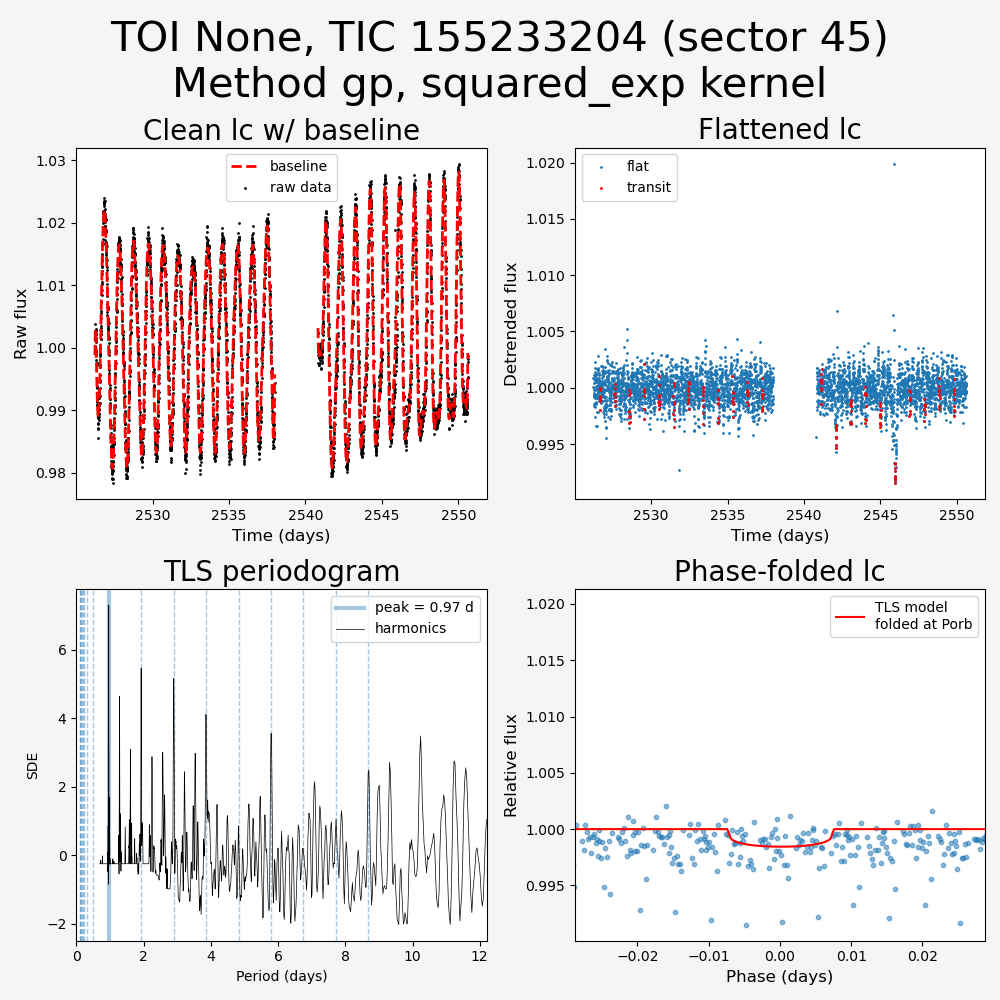 TOI None, TIC 155233204 (sector 45)
Method gp, squared_exp kernel
Clean lc w/ baseline
baseline
raw data
1.03
1.02
1.01
1.00
0.99
0.98
Raw flux
2530
2535
2540
2545
2550
Time (days)
Flattened lc
flat
transit
1.020
1.015
1.010
1.005
1.000
0.995
Detrended flux
2530
2535
2540
2545
2550
Time (days)
TLS periodogram
peak = 0.97 d
harmonics
6
4
2
0
−2
SDE
0
2
4
6
8
10
12
Period (days)
Phase-folded lc
TLS model
folded at Porb
1.020
1.015
1.010
1.005
1.000
0.995
Relative flux
−0.02
−0.01
0.00
0.01
0.02
Phase (days)